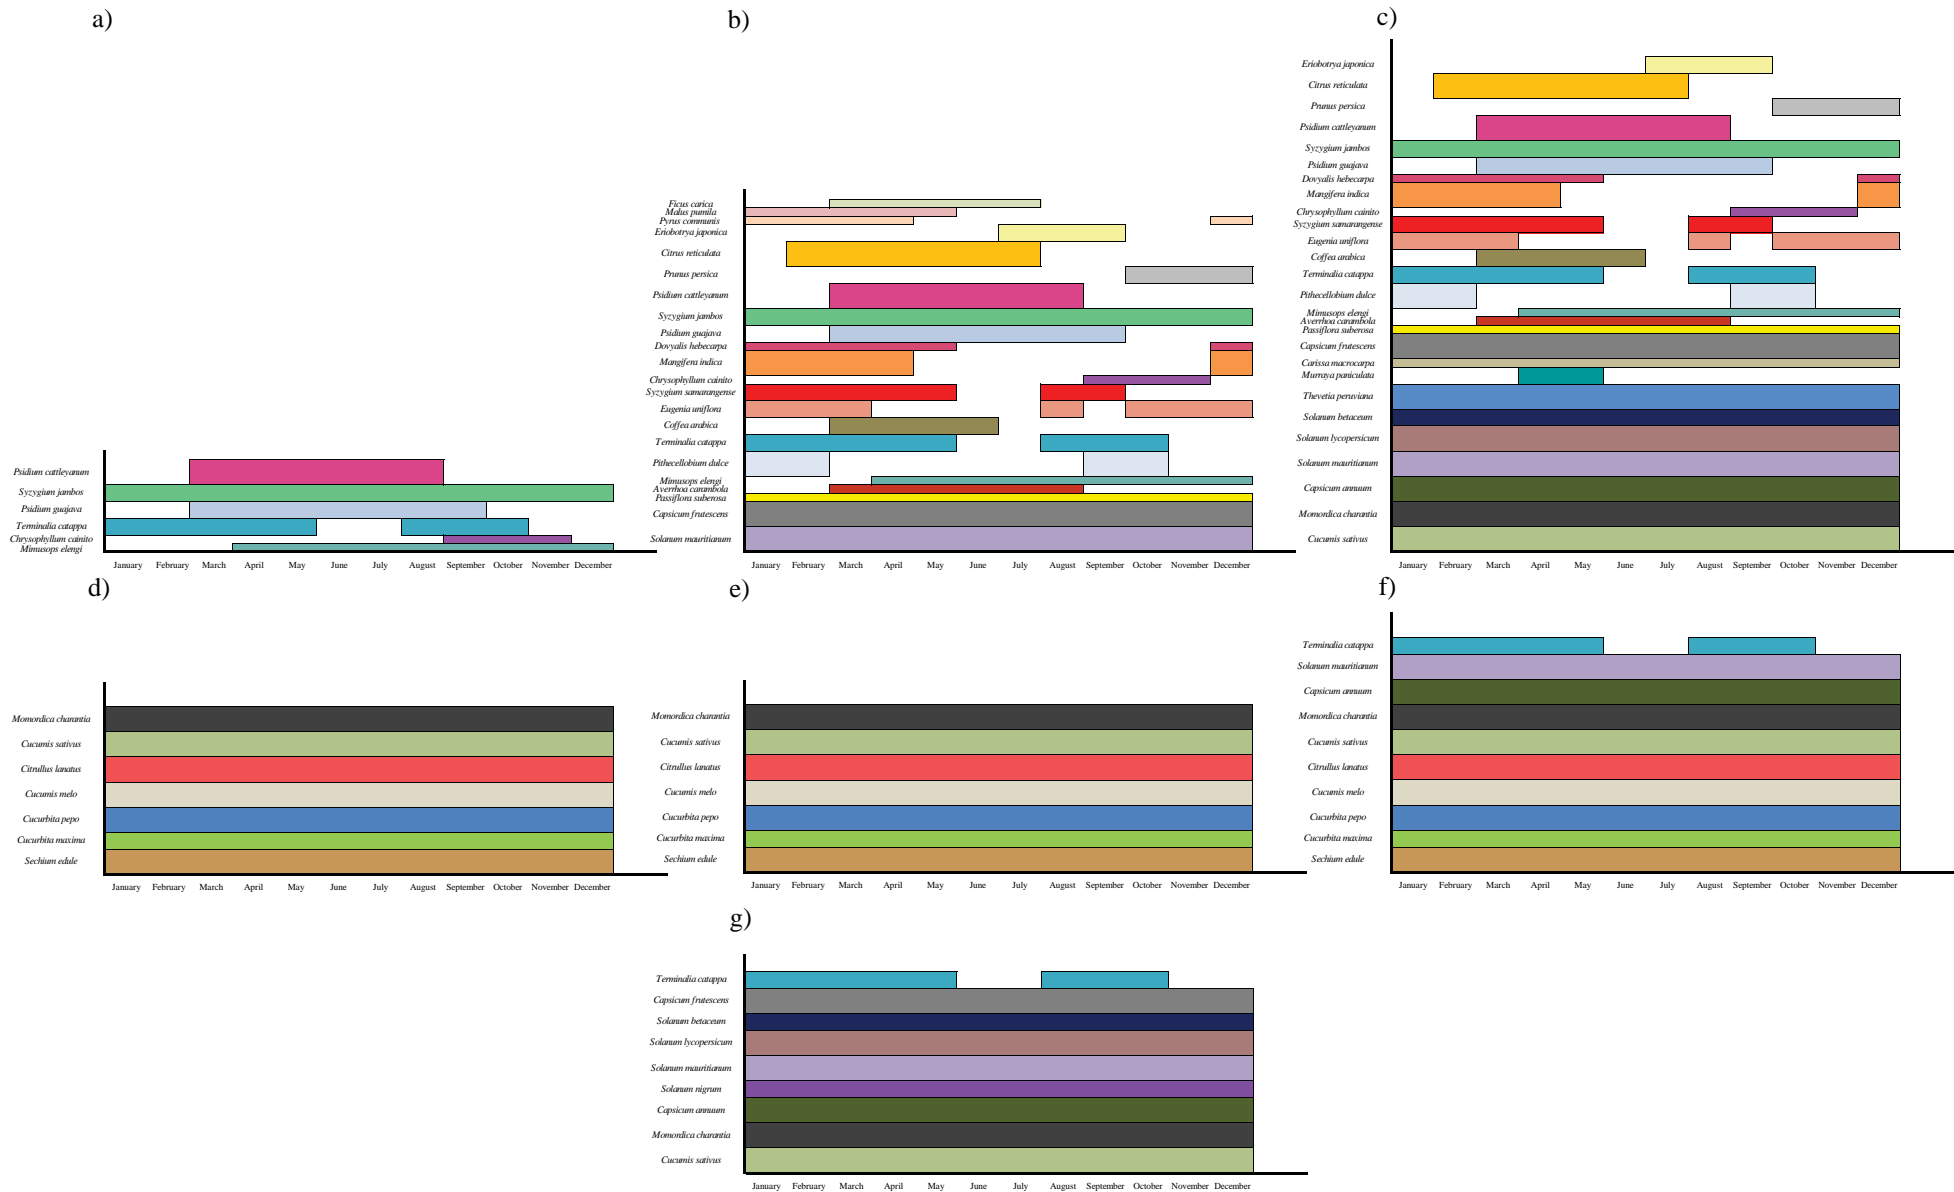 a)
Psidium cattleyanum
Syzygium jambos
Psidium guajava
Terminalia catappa
Chrysophyllum cainito
Mimusops elengi
January February March April May June July August September October November December
b)
Ficus carica
Malus pumila
Pyrus communis
Eriobotrya japonica
Citrus reticulata
Prunus persica
Psidium cattleyanum
Syzygium jambos
Psidium guajava
Dovyalis hebecarpa
Mangifera indica
Chrysophyllum cainito
Syzygium samarangense
Eugenia uniflora
Coffea arabica
Terminalia catappa
Pithecellobium dulce
Mimusops elengi
Averrhoa carambola
Passiflora suberosa
Capsicum frutescens
Solanum mauritianum
January February March April May June July August September October November December
c)
Eriobotrya japonica
Citrus reticulata
Prunus persica
Psidium cattleyanum
Syzygium jambos
Psidium guajava
Dovyalis hebecarpa
Mangifera indica
Chrysophyllum cainito
Syzygium samarangense
Eugenia uniflora
Coffea arabica
Terminalia catappa
Pithecellobium dulce
Mimusops elengi
Averrhoa carambola
Passiflora suberosa
Capsicum frutescens
Carissa macrocarpa
Murraya paniculata
Thevetia peruviana
Solanum betaceum
Solanum lycopersicum
Solanum mauritianum
Capsicum annuum
Momordica charantia
Cucumis sativus
January February March April May June July August September October November December
d)
Momordica charantia
Cucumis sativus
Citrullus lanatus
Cucumis melo
Cucurbita pepo
Cucurbita maxima
Sechium edule
January February March April May June July August September October November December
e)
Momordica charantia
Cucumis sativus
Citrullus lanatus
Cucumis melo
Cucurbita pepo
Cucurbita maxima
Sechium edule
January February March April May June July August September October November December
f)
Terminalia catappa
Solanum mauritianum
Capsicum annuum
Momordica charantia
Cucumis sativus
Citrullus lanatus
Cucumis melo
Cucurbita pepo
Cucurbita maxima
Sechium edule
January February March April May June July August September October November December
g)
Terminalia catappa
Capsicum frutescens
Solanum betaceum
Solanum lycopersicum
Solanum mauritianum
Solanum nigrum
Capsicum annuum
Momordica charantia
Cucumis sativus
January February March April May June July August September October November December